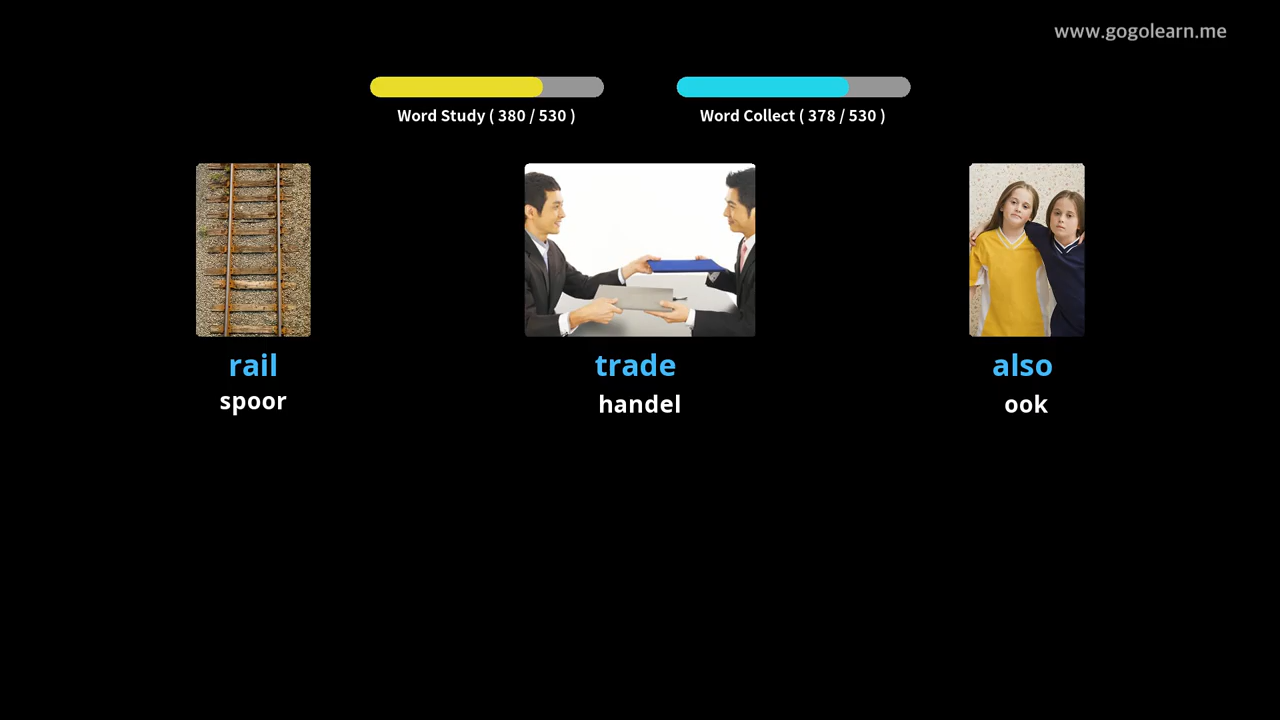 www.gogolearn.me
Word Study ( 380 / 530 )
Word Collect ( 378 / 530 )
rail
trade
also
spoor
handel
ook